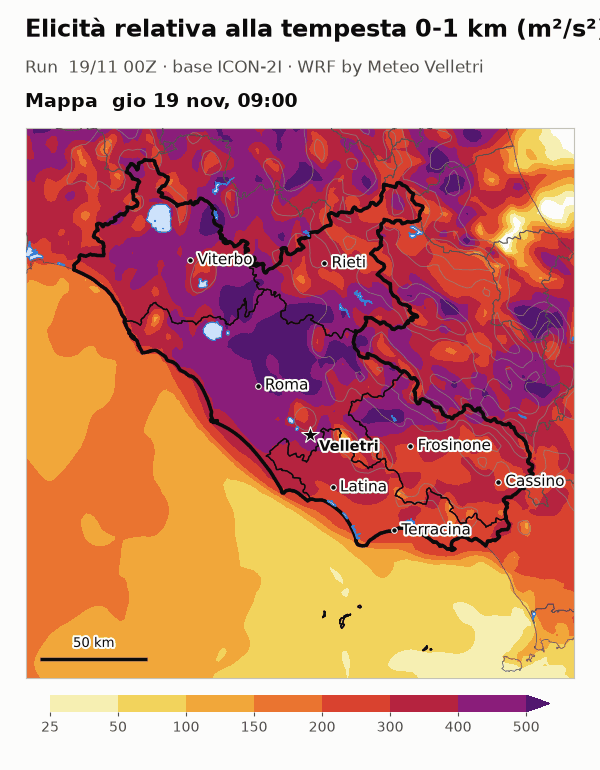 Elicità relativa alla tempesta 0-1 km (m²/s²)
Run  19/11 00Z · base ICON-2I · WRF by Meteo Velletri
Mappa  gio 19 nov, 09:00
Viterbo
Rieti
Roma
Velletri
Frosinone
Latina
Cassino
Terracina
50 km
25 50 100 150 200 300 400 500